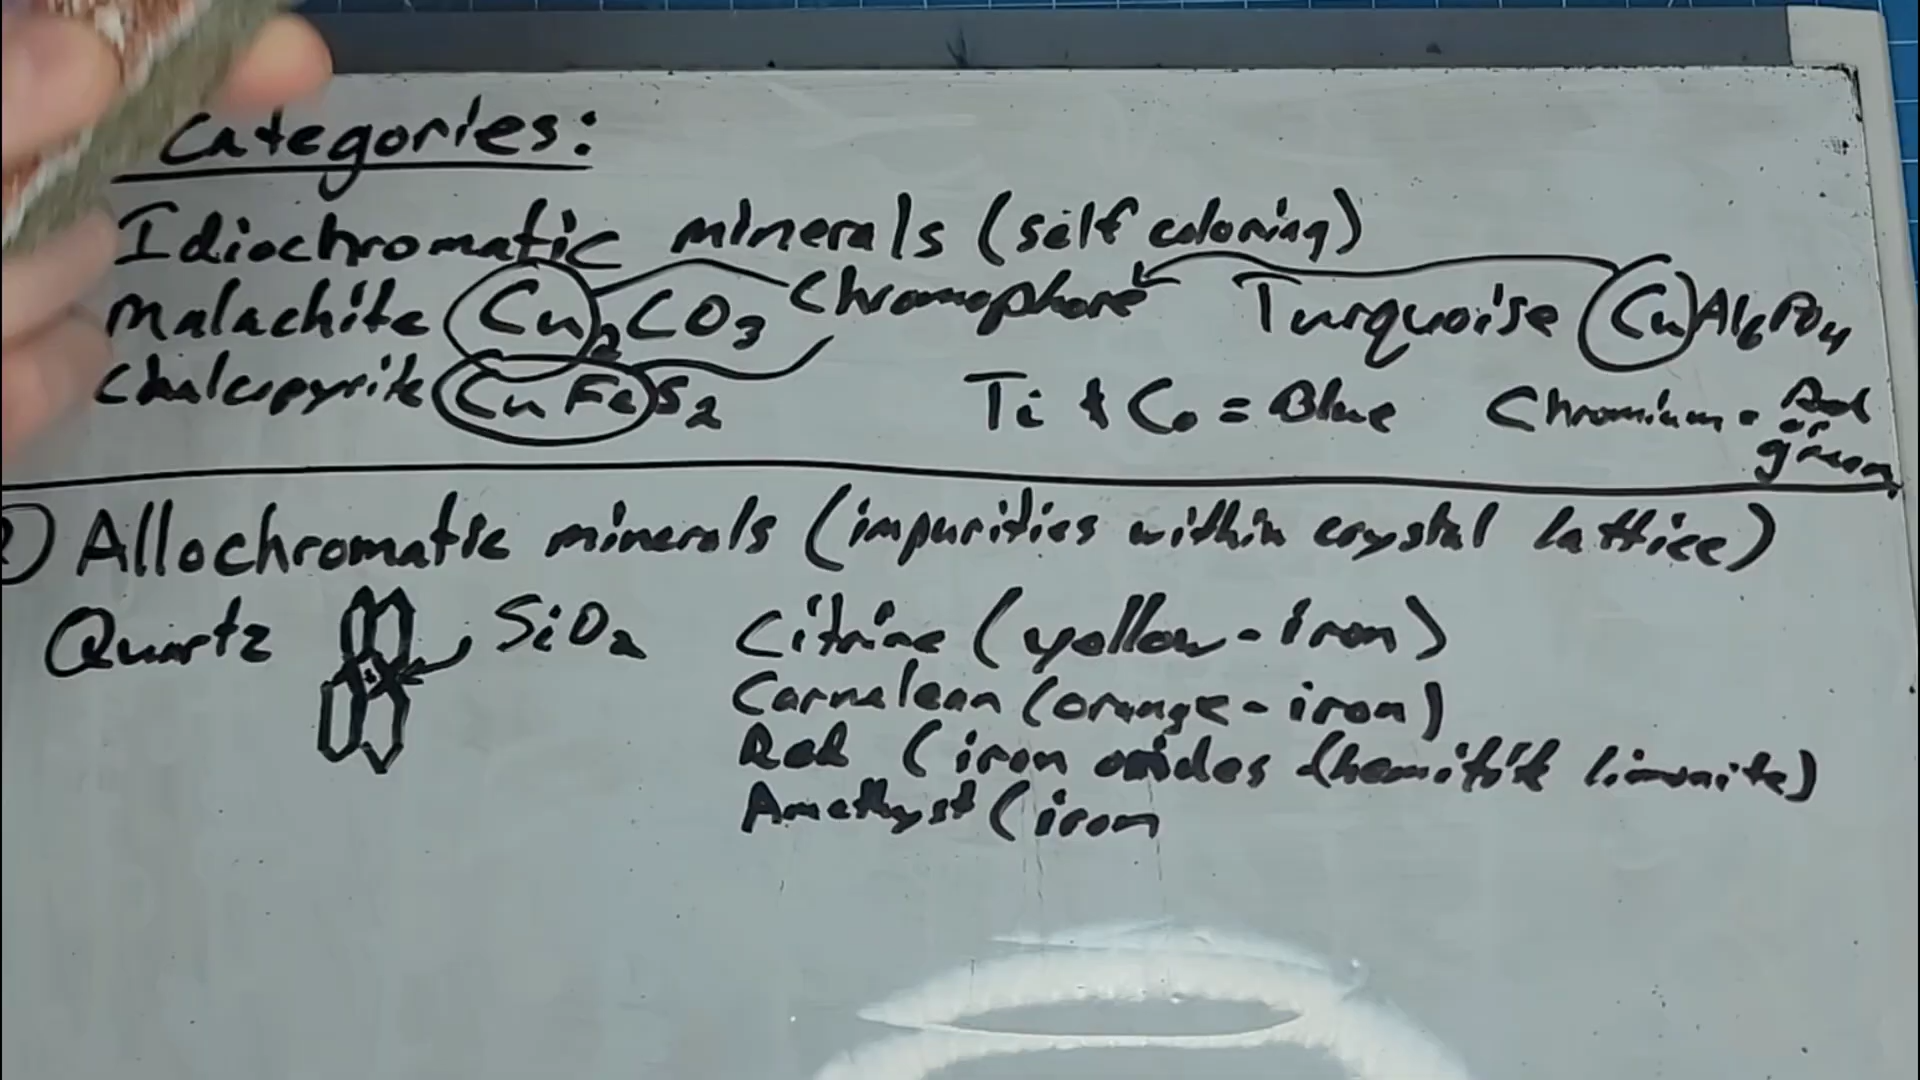 Categories:
Idiochromatic minerals (self coloring)
Malachite Cu2CO3 Chromophore Turquoise CuAl6PO4
Chalcopyrite CuFeS2 Ti & Co = Blue Chromium = Red or green
2) Allochromatic minerals (impurities within crystal lattice)
Quartz SiO2 Citrine (yellow - iron)
Carnelean (orange - iron)
Red (iron oxides (hemitite limonite)
Amethyst (iron